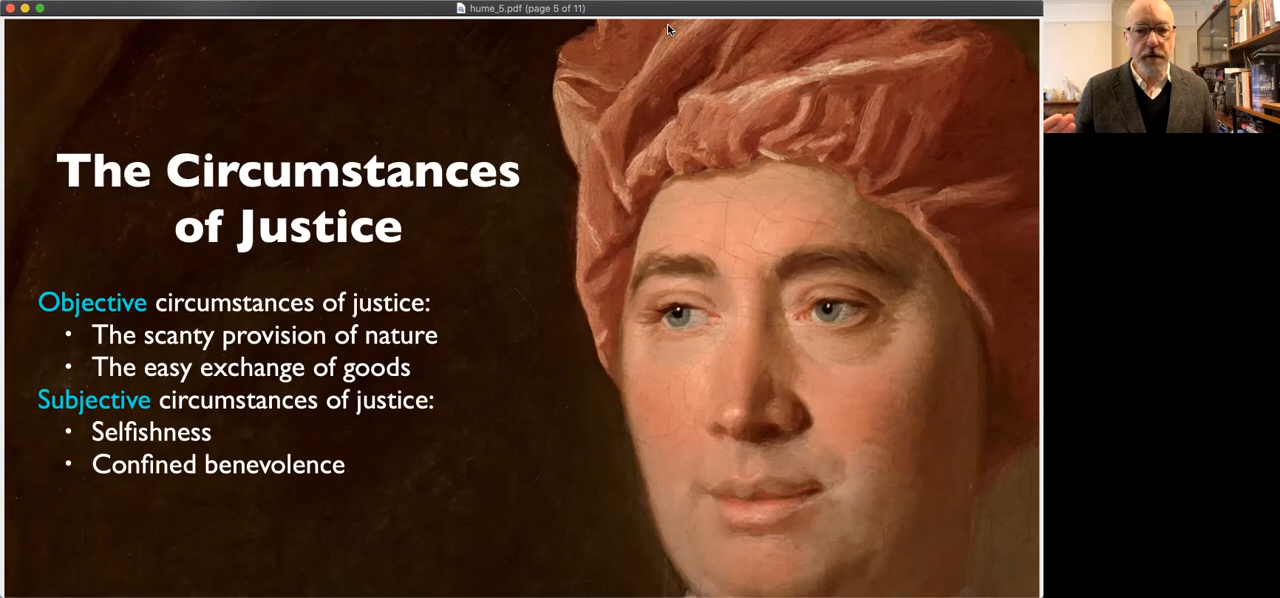 hume_5.pdf (page 5 of 11)
The Circumstances
of Justice
Objective circumstances of justice:
• The scanty provision of nature
• The easy exchange of goods
Subjective circumstances of justice:
• Selfishness
• Confined benevolence